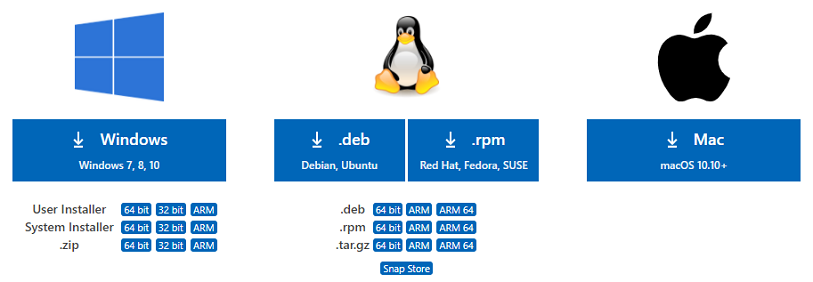 Windows
Windows 7, 8, 10
User Installer 64 bit 32 bit ARM
System Installer 64 bit 32 bit ARM
.zip 64 bit 32 bit ARM
.deb
Debian, Ubuntu
.rpm
Red Hat, Fedora, SUSE
.deb 64 bit ARM ARM 64
.rpm 64 bit ARM ARM 64
.tar.gz 64 bit ARM ARM 64
Snap Store
Mac
macOS 10.10+